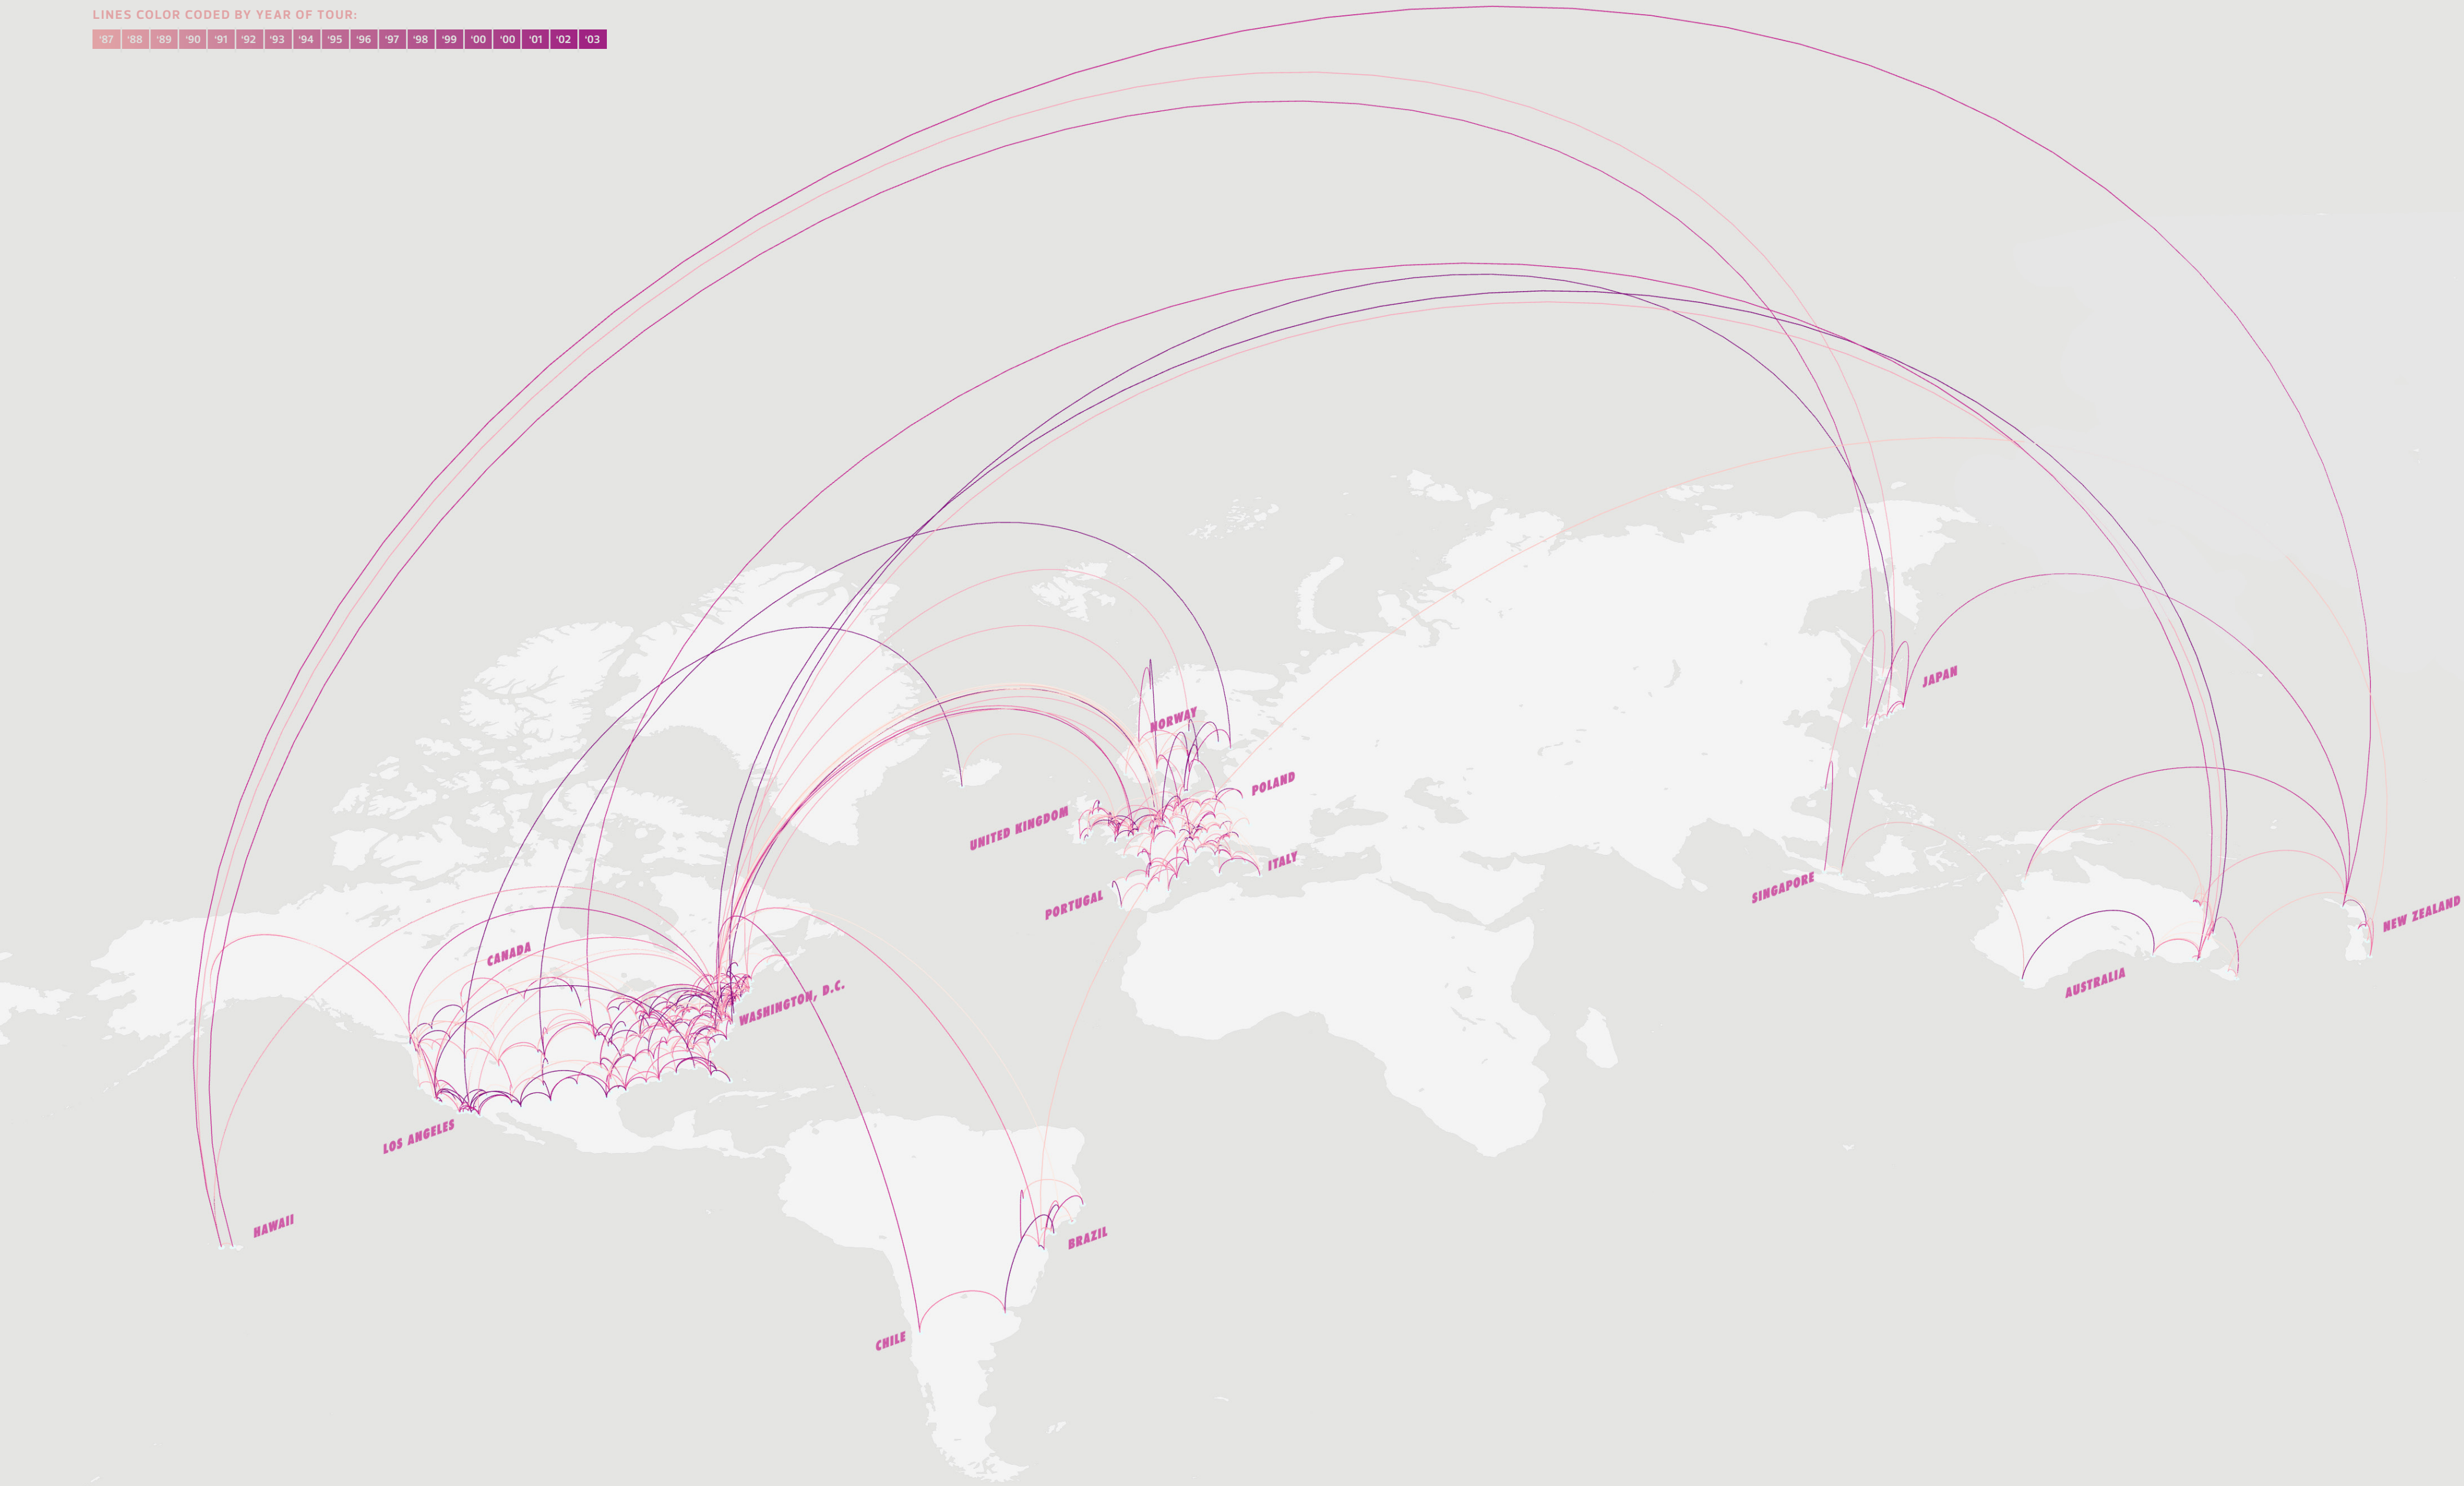 LINES COLOR CODED BY YEAR OF TOUR:
'87 '88 '89 '90 '91 '92 '93 '94 '95 '96 '97 '98 '99 '00 '00 '01 '02 '03
JAPAN
NORWAY
POLAND
UNITED KINGDOM
ITALY
SINGAPORE
PORTUGAL
NEW ZEALAND
CANADA
AUSTRALIA
WASHINGTON, D.C.
LOS ANGELES
HAWAII
BRAZIL
CHILE